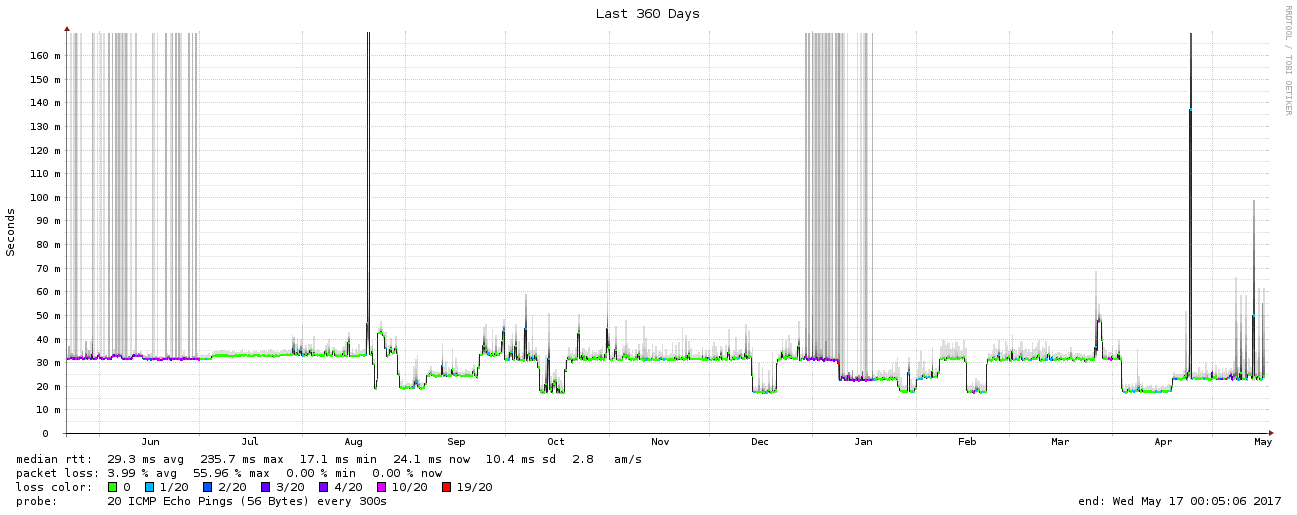 Last 360 Days
RRDTOOL / TOBI OETIKER
Seconds
160 m
150 m
140 m
130 m
120 m
110 m
100 m
90 m
80 m
70 m
60 m
50 m
40 m
30 m
20 m
10 m
0
Jun Jul Aug Sep Oct Nov Dec Jan Feb Mar Apr May
median rtt: 29.3 ms avg 235.7 ms max 17.1 ms min 24.1 ms now 10.4 ms sd 2.8 am/s
packet loss: 3.99 % avg 55.96 % max 0.00 % min 0.00 % now
loss color: 0 1/20 2/20 3/20 4/20 10/20 19/20
probe: 20 ICMP Echo Pings (56 Bytes) every 300s end: Wed May 17 00:05:06 2017